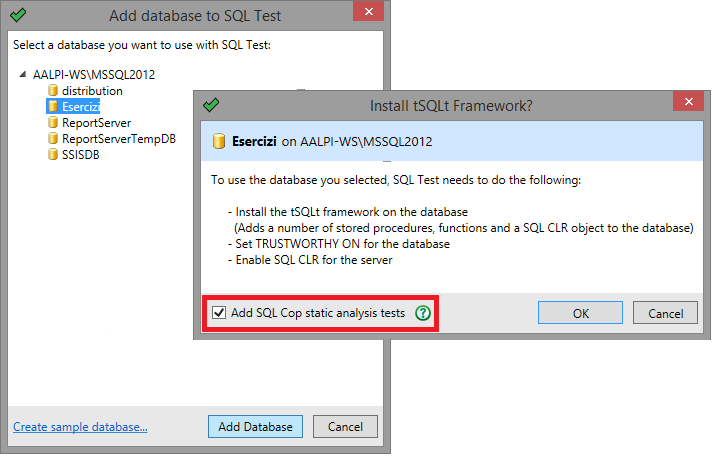 Add database to SQL Test
Select a database you want to use with SQL Test:
AALPI-WS\MSSQL2012
distribution
Esercizi
ReportServer
ReportServerTempDB
SSISDB
Create sample database...
Add Database
Cancel
Install tSQLt Framework?
Esercizi on AALPI-WS\MSSQL2012
To use the database you selected, SQL Test needs to do the following:
- Install the tSQLt framework on the database
(Adds a number of stored procedures, functions and a SQL CLR object to the database)
- Set TRUSTWORTHY ON for the database
- Enable SQL CLR for the server
Add SQL Cop static analysis tests ?
OK
Cancel